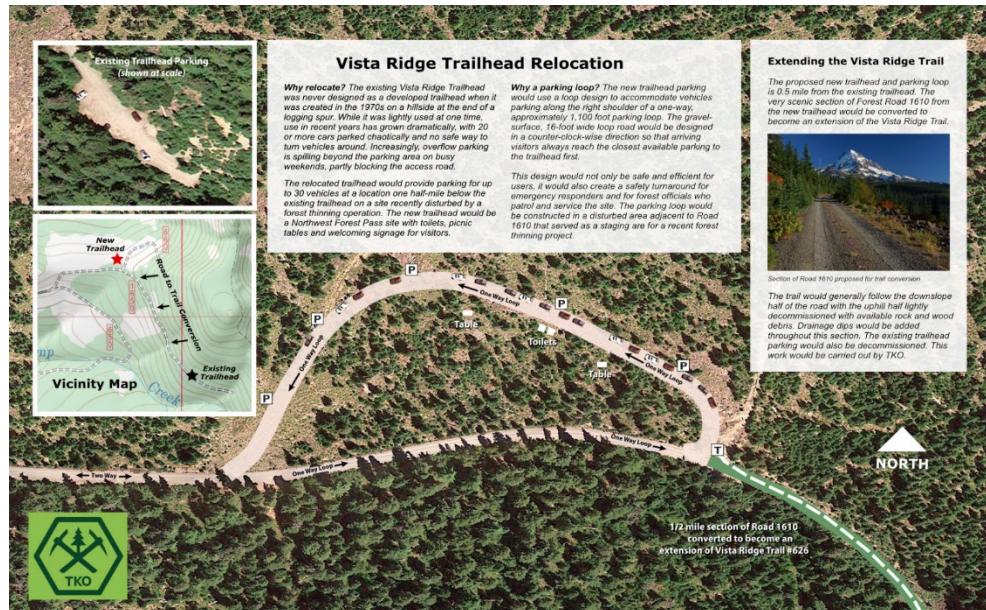 Existing Trailhead Parking
(shown at scale)
Vista Ridge Trailhead Relocation
Why relocate? The existing Vista Ridge Trailhead
was never designed as a developed trailhead when it
was created in the 1970s on a hillside at the end of a
logging spur. While it was lightly used at one time,
use in recent years has grown dramatically, with 20
or more cars parked chaotically and no safe way to
turn vehicles around. Increasingly, overflow parking
is spilling beyond the parking area on busy
weekends, partly blocking the access road.
The relocated trailhead would provide parking for up
to 30 vehicles at a location one half-mile below the
existing trailhead on a site recently disturbed by a
forest thinning operation. The new trailhead would be
a Northwest Forest Pass site with toilets, picnic
tables and welcoming signage for visitors.
Why a parking loop? The new trailhead parking
would use a loop design to accommodate vehicles
parking along the right shoulder of a one-way,
approximately 1,100 foot parking loop. The gravel-
surface, 16-foot wide loop road would be designed
in a counter-clock-wise direction so that arriving
visitors always reach the closest available parking to
the trailhead first.
This design would not only be safe and efficient for
users, it would also create a safety turnaround for
emergency responders and for forest officials who
patrol and service the site. The parking loop would
be constructed in a disturbed area adjacent to Road
1610 that served as a staging are for a recent forest
thinning project.
Extending the Vista Ridge Trail
The proposed new trailhead and parking loop
is 0.5 mile from the existing trailhead. The
very scenic section of Forest Road 1610 from
the new trailhead would be converted to
become an extension of the Vista Ridge Trail.
Section of Road 1610 proposed for trail conversion
The trail would generally follow the downslope
half of the road with the uphill half lightly
decommissioned with available rock and wood
debris. Drainage dips would be added
throughout this section. The existing trailhead
parking would also be decommissioned. This
work would be carried out by TKO.
New
Trailhead
Road to Trail Conversion
Existing
Trailhead
Vicinity Map
Creek
P
One Way Loop
P
P
Table
Toilets
One Way Loop
Table
P
One Way Loop
P
One Way Loop
T
Two Way
One Way Loop
NORTH
1/2 mile section of Road 1610
converted to become an
extension of Vista Ridge Trail #626
TKO